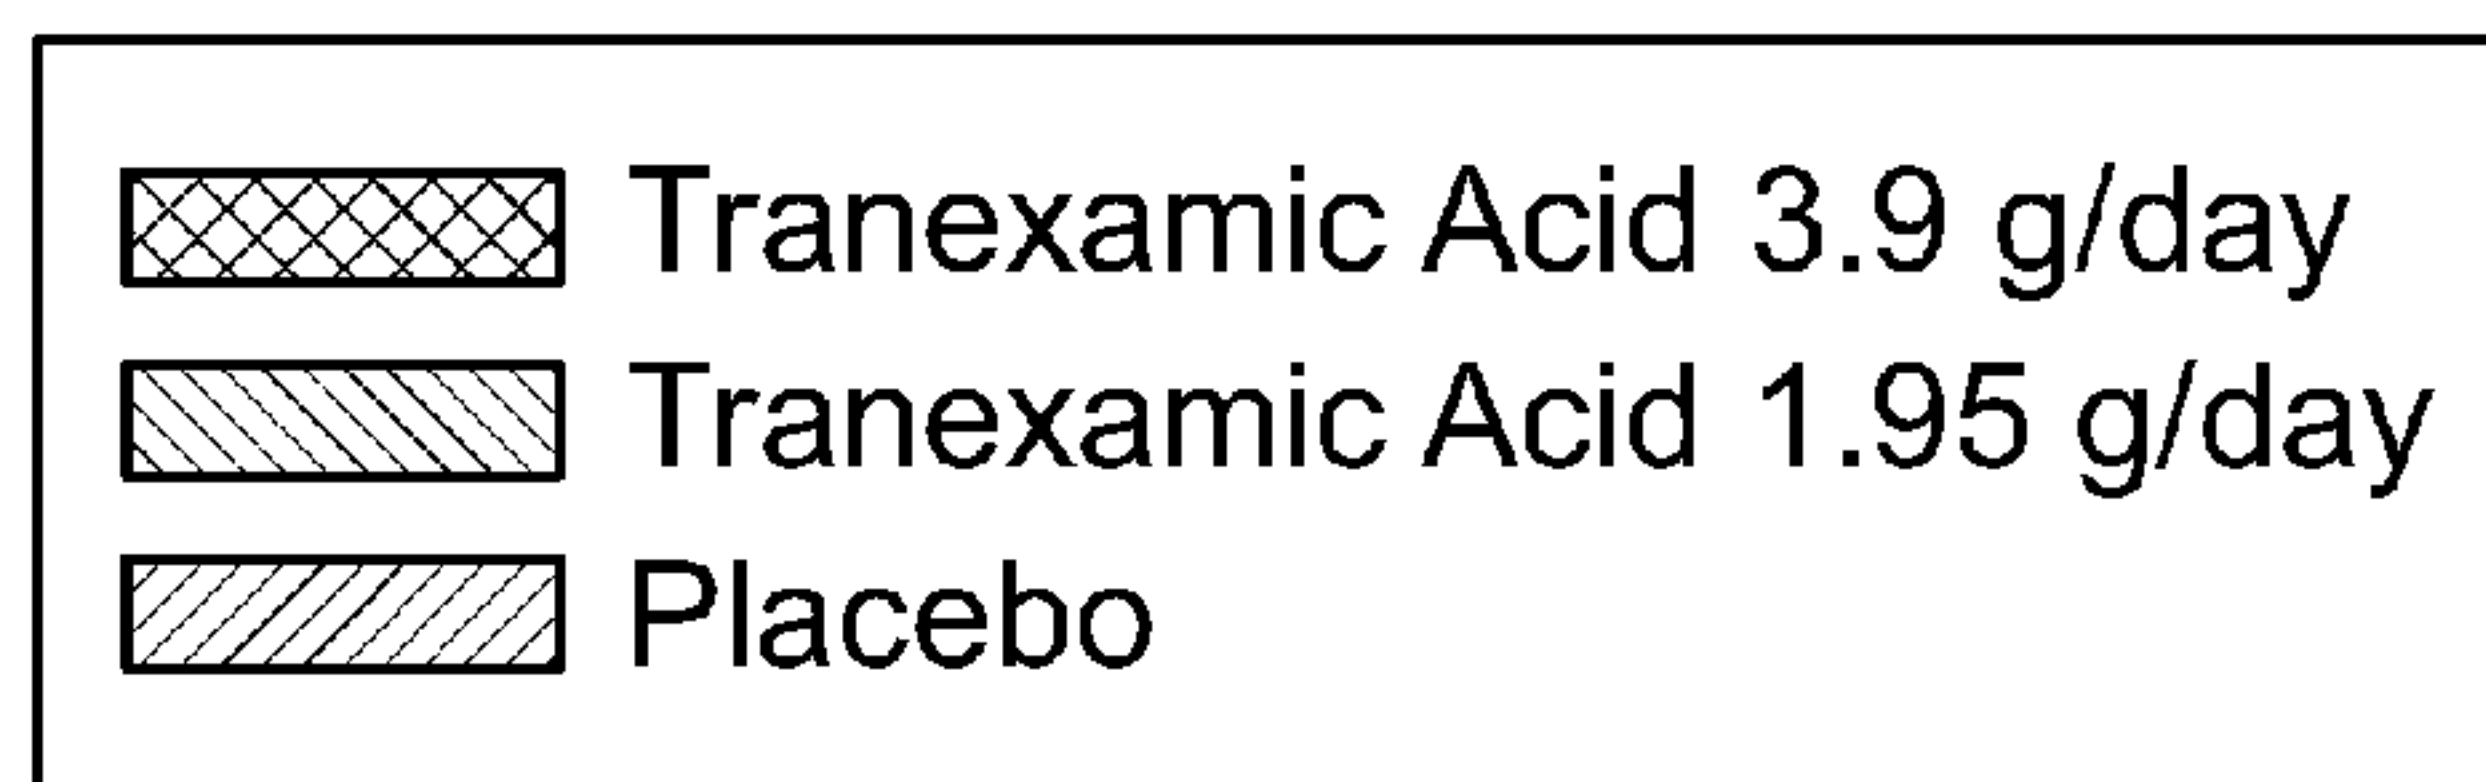 Tranexamic Acid 3.9 g/day
Tranexamic Acid 1.95 g/day
Placebo